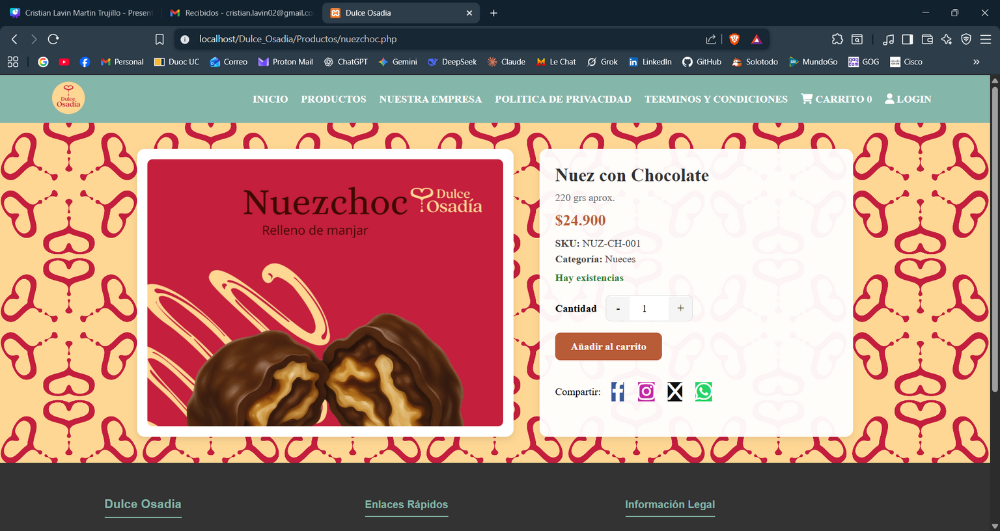 Cristian Lavin Martin Trujillo - Present
Recibidos - cristian.lavin02@gmail.co
Dulce Osadia
localhost/Dulce_Osadia/Productos/nuezchoc.php
Personal
Duoc UC
Correo
Proton Mail
ChatGPT
Gemini
DeepSeek
Claude
Le Chat
Grok
LinkedIn
GitHub
Solotodo
MundoGo
GOG
Cisco
»
Dulce
Osadía
INICIO
PRODUCTOS
NUESTRA EMPRESA
POLITICA DE PRIVACIDAD
TERMINOS Y CONDICIONES
CARRITO 0
LOGIN
Nuezchoc
Dulce
Osadía
Relleno de manjar
Nuez con Chocolate
220 grs aprox.
$24.900
SKU: NUZ-CH-001
Categoría: Nueces
Hay existencias
Cantidad - 1 +
Añadir al carrito
Compartir:
Dulce Osadia
Enlaces Rápidos
Información Legal